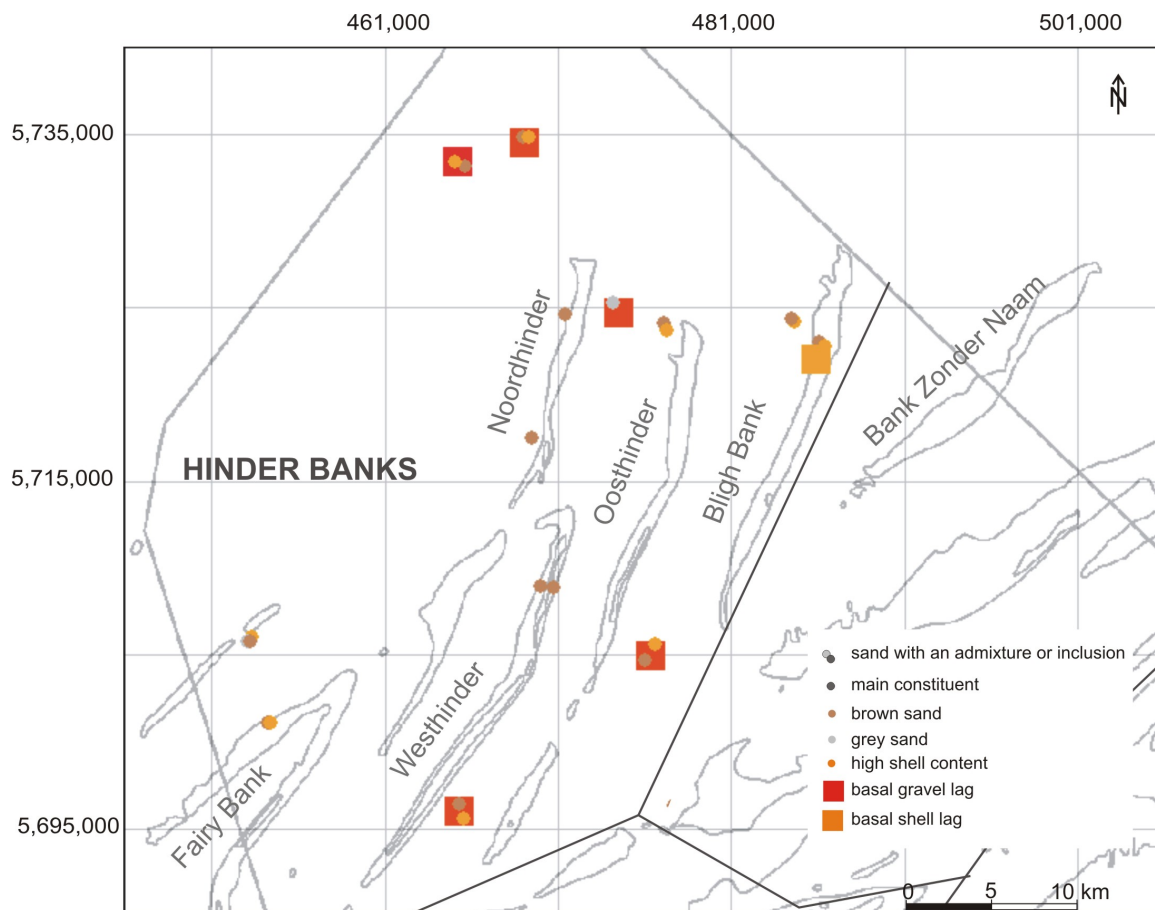 461,000
481,000
501,000
N
5,735,000
Noordhinder
Bank Zonder Naam
HINDER BANKS
5,715,000
Oosthinder
Bligh Bank
Westhinder
Fairy Bank
5,695,000
sand with an admixture or inclusion
main constituent
brown sand
grey sand
high shell content
basal gravel lag
basal shell lag
0 5 10 km